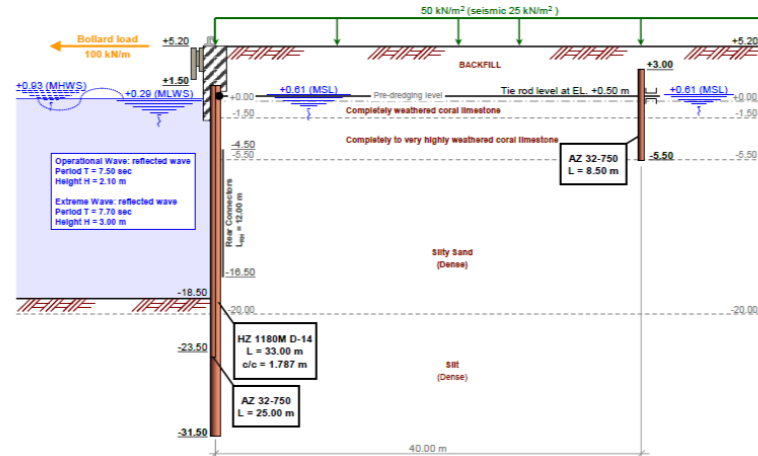 50 kN/m² (seismic 25 kN/m²)
Bollard load
100 kN/m
+5.20
+5.20
BACKFILL
+3.00
+0.93 (MHWS)
+1.50
+0.29 (MLWS)
+0.61 (MSL)
Pre-dredging level
Tie rod level at EL. +0.50 m
+0.61 (MSL)
+0.00
+0.00
-1.50
Completely weathered coral limestone
-1.50
-4.50
Completely to very highly weathered coral limestone
-5.50
-5.50
-5.50
AZ 32-750
L = 8.50 m
Operational Wave: reflected wave
Period T = 7.50 sec
Height H = 2.10 m
Extreme Wave: reflected wave
Period T = 7.70 sec
Height H = 3.00 m
Rear Connectors
L_RH = 12.00 m
Silty Sand
(Dense)
-16.50
-18.50
-20.00
-20.00
HZ 1180M D-14
L = 33.00 m
c/c = 1.787 m
-23.50
Silt
(Dense)
AZ 32-750
L = 25.00 m
-31.50
40.00 m